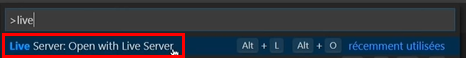 >live
Live Server: Open with Live Server Alt + L Alt + O récemment utilisées